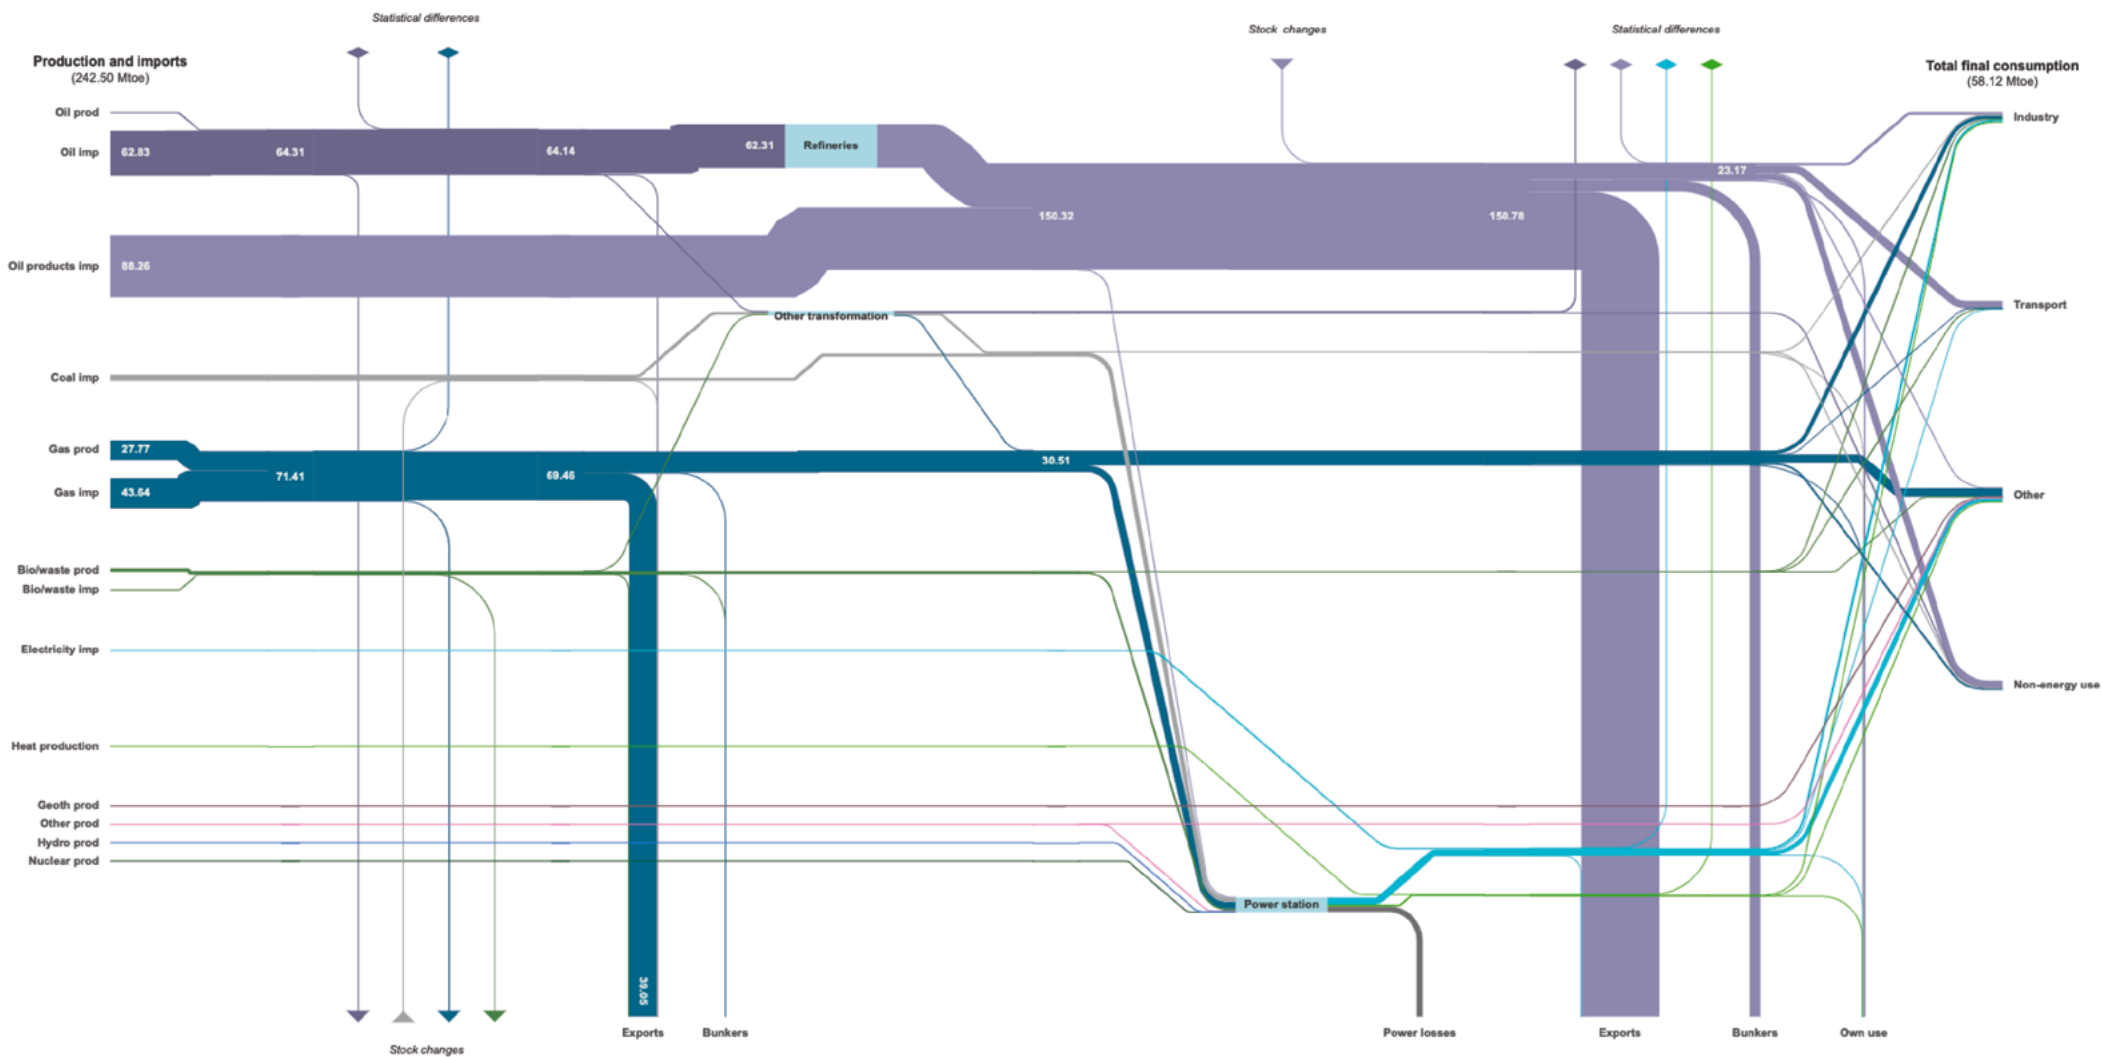 Statistical differences
Stock changes
Statistical differences
Production and imports
(242.50 Mtoe)
Total final consumption
(58.12 Mtoe)
Oil prod
Industry
Oil imp
62.83
64.31
64.14
62.31
Refineries
23.17
150.32
150.78
Oil products imp
88.26
Transport
Other transformation
Coal imp
Gas prod
27.77
30.51
71.41
69.46
Gas imp
43.64
Other
Bio/waste prod
Bio/waste imp
Electricity imp
Non-energy use
Heat production
Geoth prod
Other prod
Hydro prod
Nuclear prod
Power station
39.05
Exports
Bunkers
Power losses
Exports
Bunkers
Own use
Stock changes